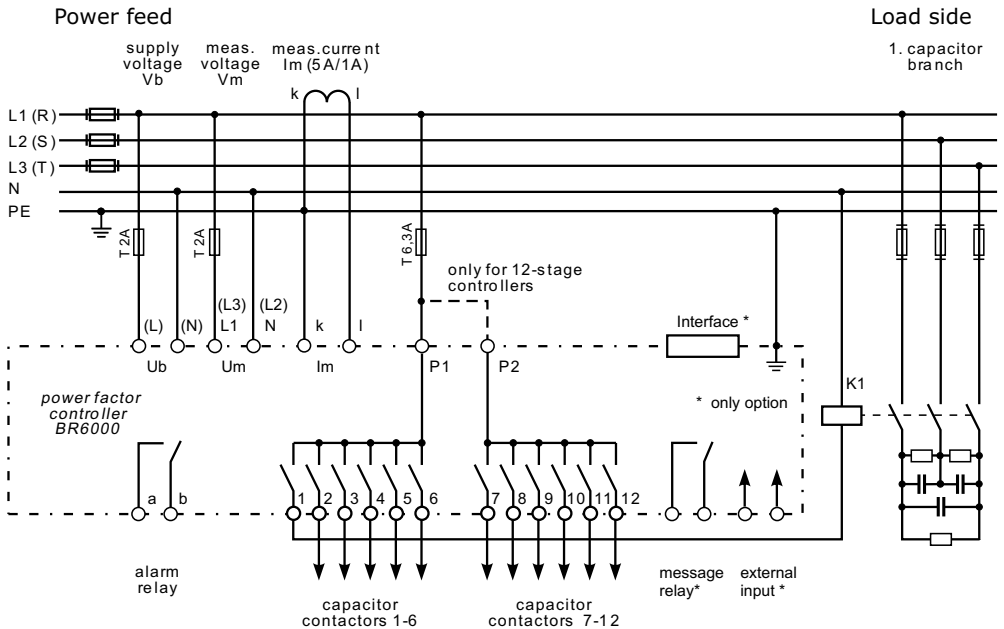 Power feed
Load side
supply
voltage
Vb
meas.
voltage
Vm
meas.current
Im (5A/1A)
1. capacitor
branch
k
l
L1 (R)
L2 (S)
L3 (T)
N
PE
T 2A
T 2A
T 6,3A
only for 12-stage
controllers
(L)
(N)
(L3)
L1
(L2)
N
k
l
Interface *
Ub
Um
Im
P1
P2
K1
power factor
controller
BR6000
* only option
a
b
1
2
3
4
5
6
7
8
9
10
11
12
alarm
relay
capacitor
contactors 1-6
capacitor
contactors 7-12
message
relay*
external
input *